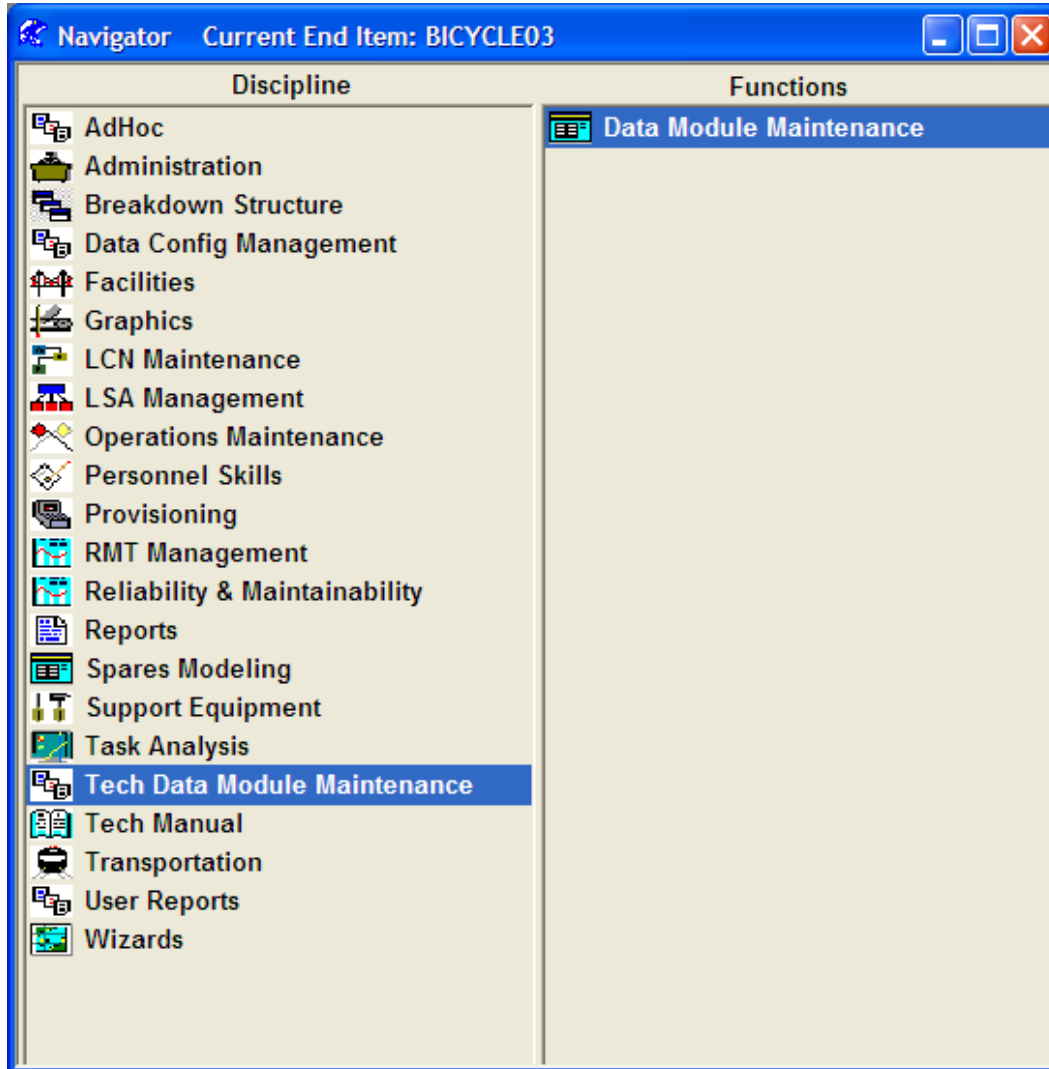 Navigator Current End Item: BICYCLE03
Discipline
Functions
AdHoc
Administration
Breakdown Structure
Data Config Management
Facilities
Graphics
LCN Maintenance
LSA Management
Operations Maintenance
Personnel Skills
Provisioning
RMT Management
Reliability & Maintainability
Reports
Spares Modeling
Support Equipment
Task Analysis
Tech Data Module Maintenance
Tech Manual
Transportation
User Reports
Wizards
Data Module Maintenance